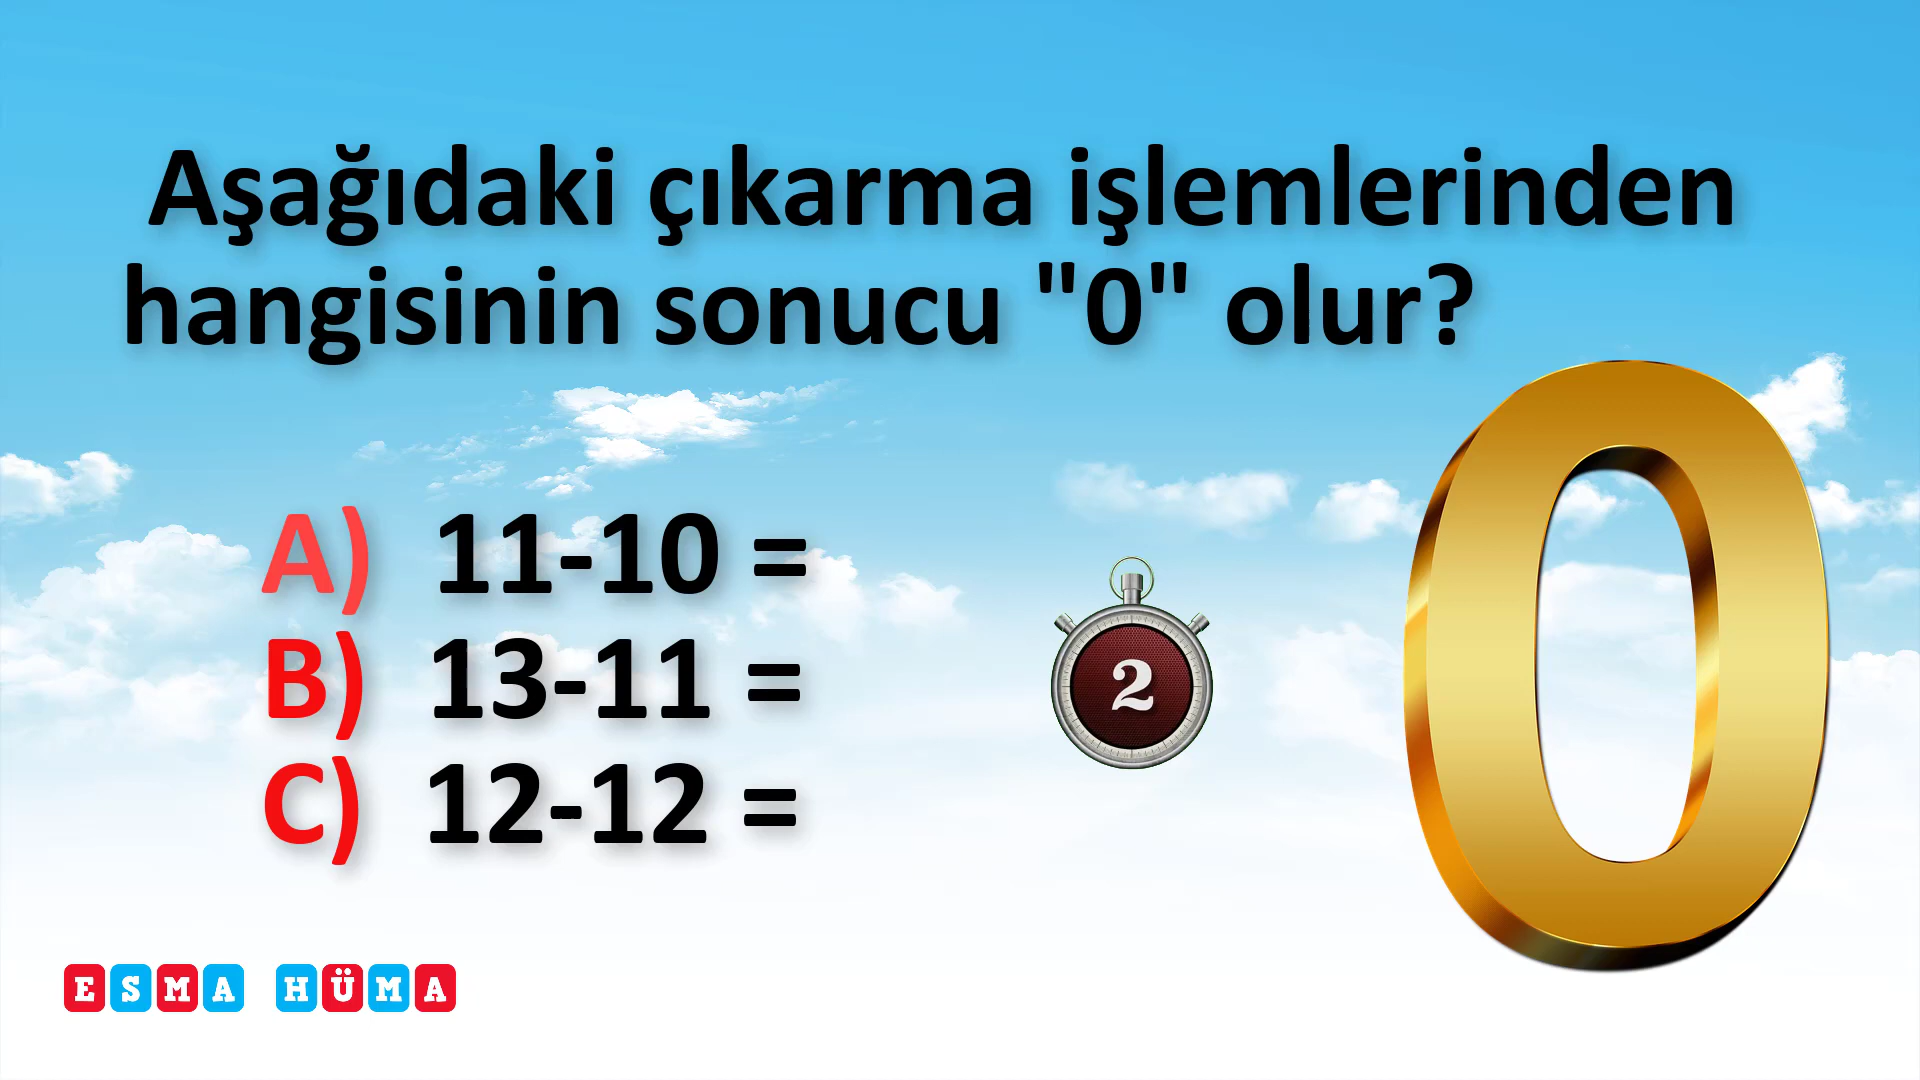 Aşağıdaki çıkarma işlemlerinden
hangisinin sonucu "0" olur?
A) 11-10 =
B) 13-11 =
C) 12-12 =
2
0
ESMA HÜMA